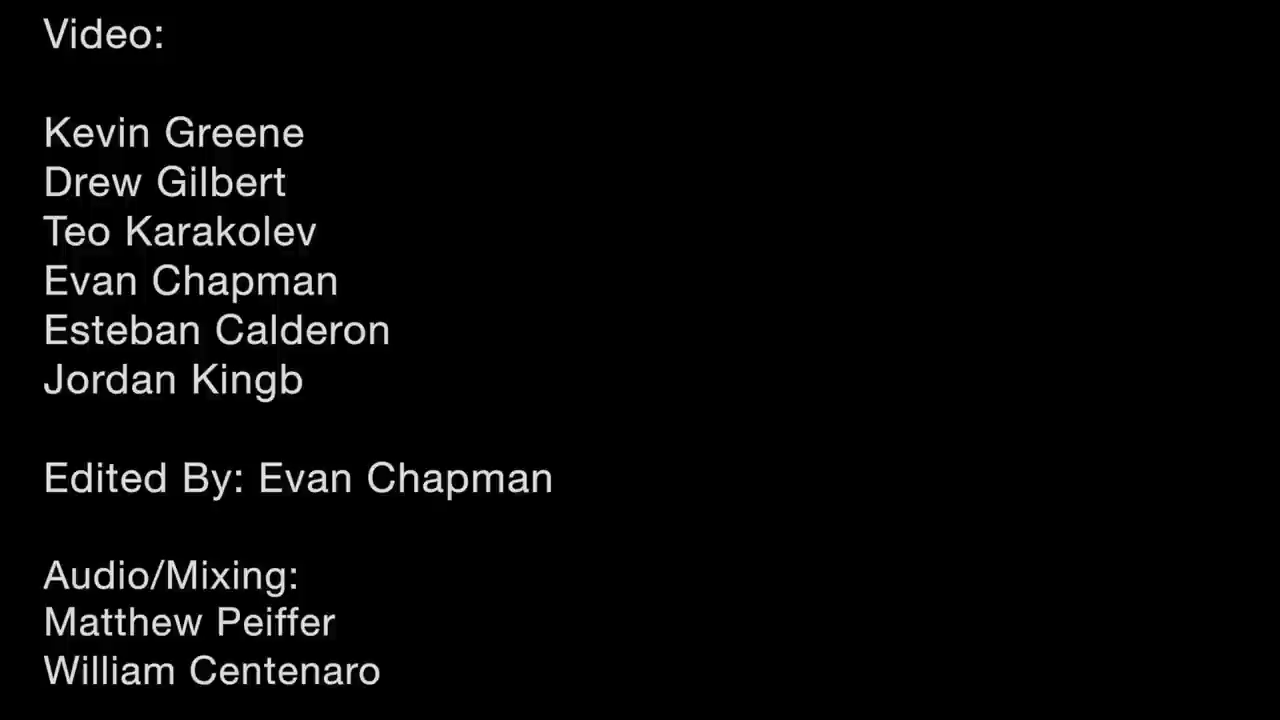 Video:
Kevin Greene
Drew Gilbert
Teo Karakolev
Evan Chapman
Esteban Calderon
Jordan Kingb
Edited By: Evan Chapman
Audio/Mixing:
Matthew Peiffer
William Centenaro